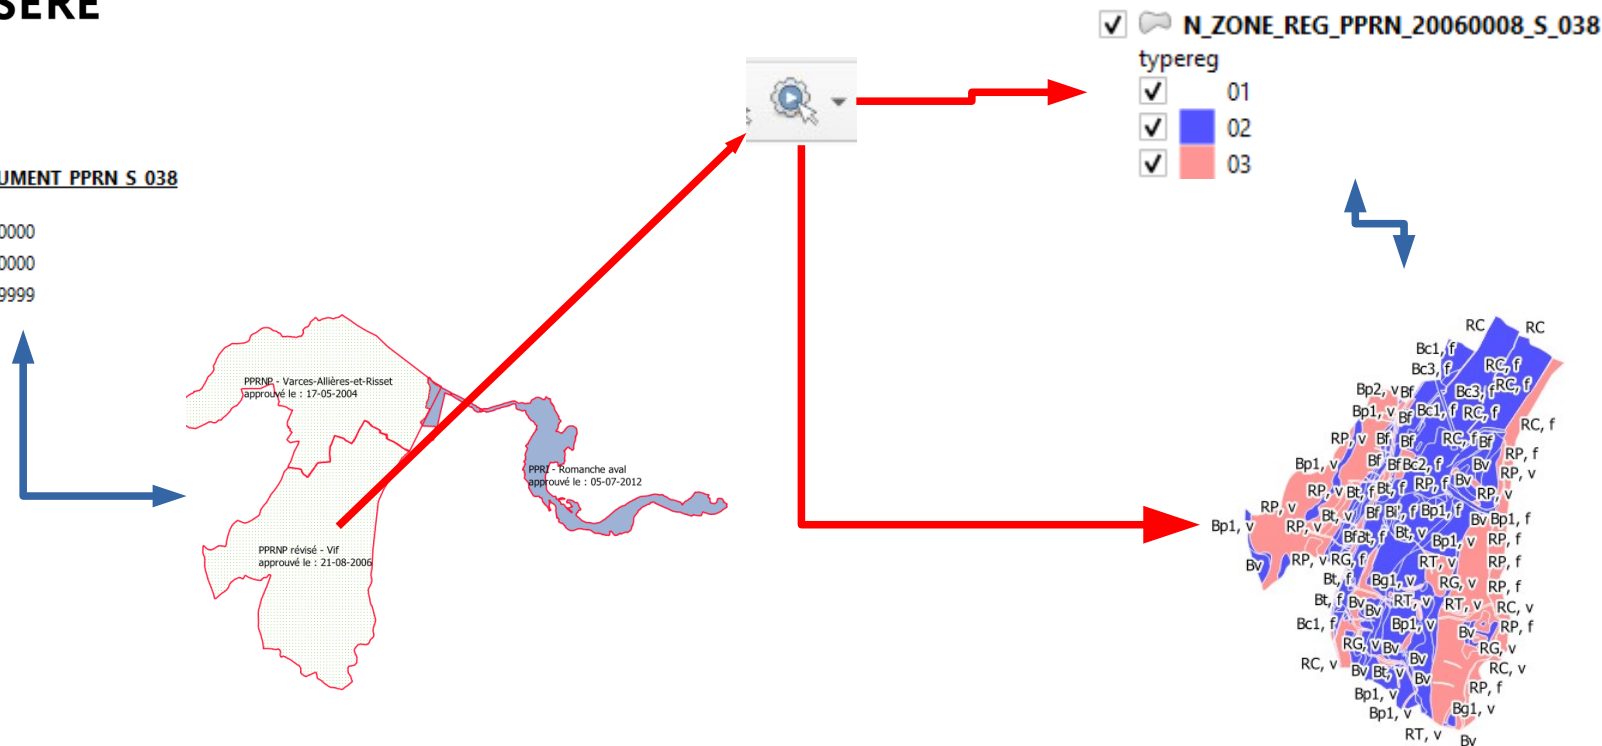 SÈRE
N_ZONE_REG_PPRN_20060008_S_038
typereg
01
02
03
UMENT PPRN S 038
0000
0000
9999
PPRNP - Varces-Allières-et-Risset
approuvé le : 17-05-2004
PPRI - Romanche aval
approuvé le : 05-07-2012
PPRNP révisé - Vif
approuvé le : 21-08-2006
RC RC
Bc1, f
Bc3, f RC, f
Bp2, v Bf Bc3, f RC, f
Bp1, v Bf Bc1, f RC, f
RC, f
RP, v Bf Bf RC, f Bf
RP, f
Bp1, v Bf Bf Bc2, f Bv RP, v
RP, v Bt, f Bt, f RP, f Bv RP, v
RP, v Bt, v Bf Bi', f Bp1, f
Bp1, v RP, v Bv Bp1, f
Bf Bt, f Bt, v Bp1, v RP, f
Bv RP, v RG, f RT, v RP, f
Bt, f Bg1, v RG, v RP, f
Bt, f Bv Bv RT, v RT, v RC, v
Bc1, f Bp1, v Bv RP, f
RG, v Bv Bv RG, v
RC, v Bv Bt, v Bv RC, v
Bp1, v RP, f
Bp1, v Bg1, v
RT, v Bv